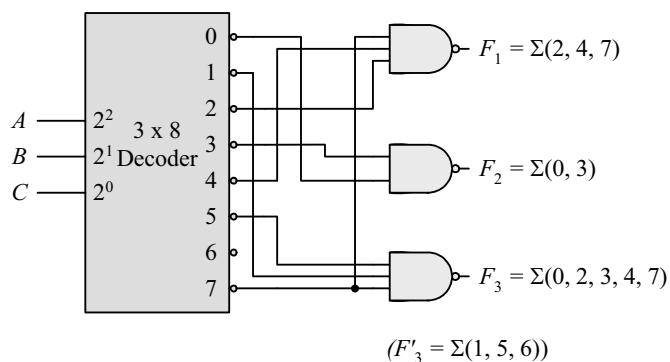 0
1
2
3
4
5
6
7
A
B
C
2²
2¹
2⁰
3 x 8
Decoder
F₁ = Σ(2, 4, 7)
F₂ = Σ(0, 3)
F₃ = Σ(0, 2, 3, 4, 7)
(F′₃ = Σ(1, 5, 6))